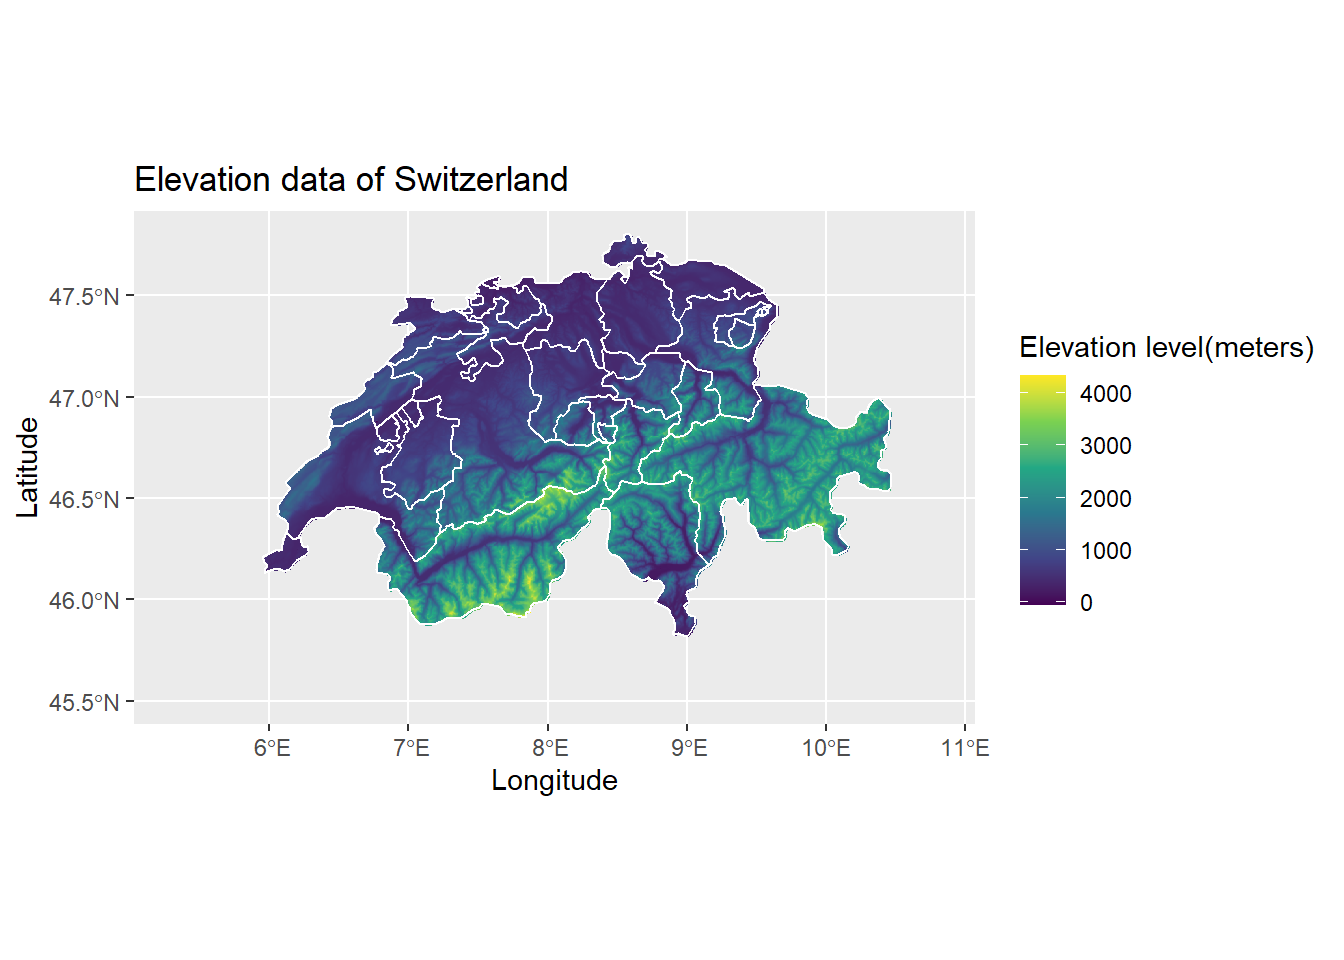 Elevation data of Switzerland
47.5°N
47.0°N
46.5°N
46.0°N
45.5°N
Latitude
6°E 7°E 8°E 9°E 10°E 11°E
Longitude
Elevation level(meters)
4000
3000
2000
1000
0